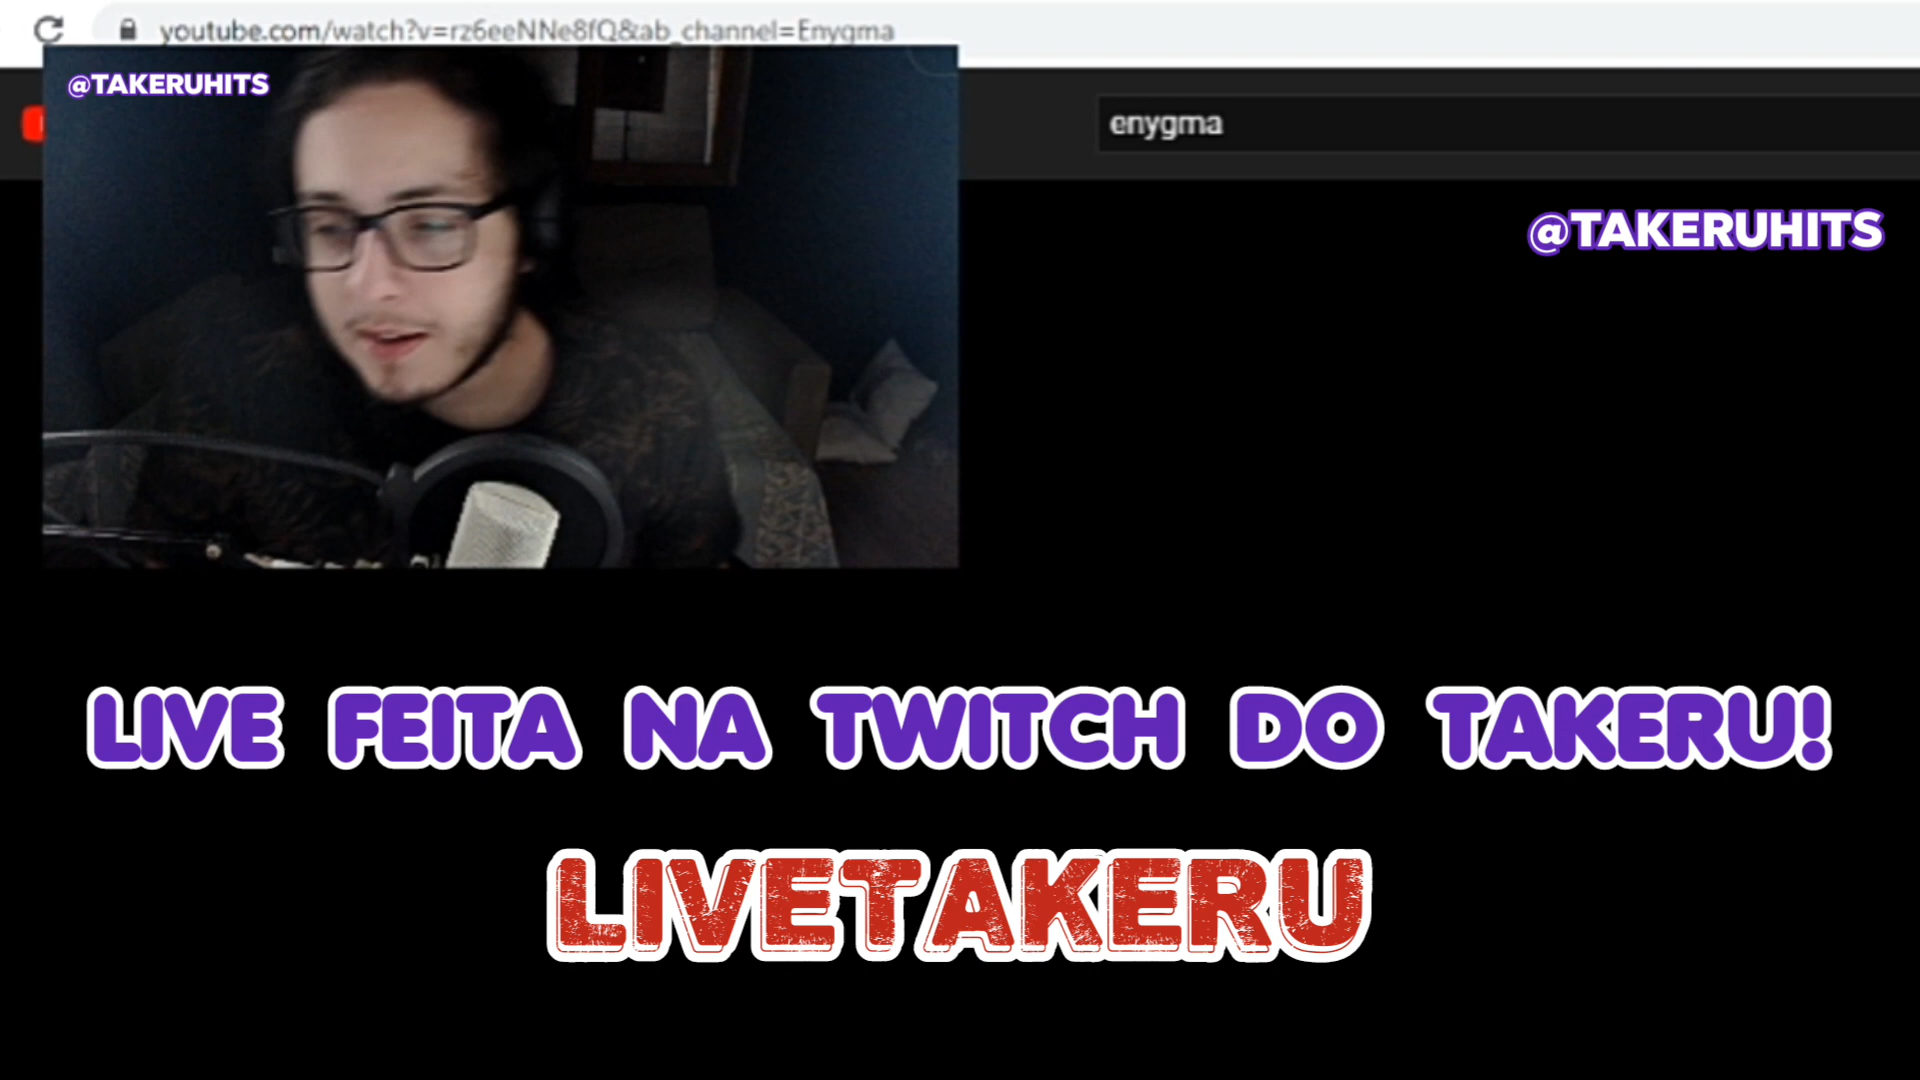 youtube.com/watch?v=rz6eeNNe8fQ&ab_channel=Enygma
@TAKERUHITS
enygma
@TAKERUHITS
LIVE FEITA NA TWITCH DO TAKERU!
LIVETAKERU